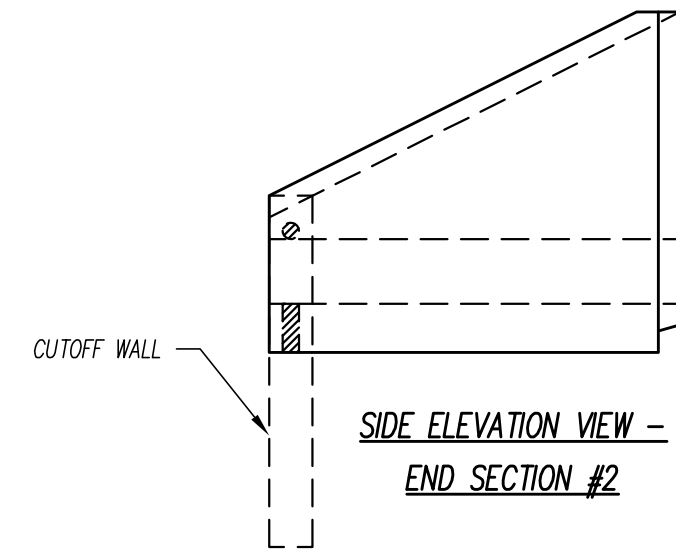 CUTOFF WALL
SIDE ELEVATION VIEW –
END SECTION #2